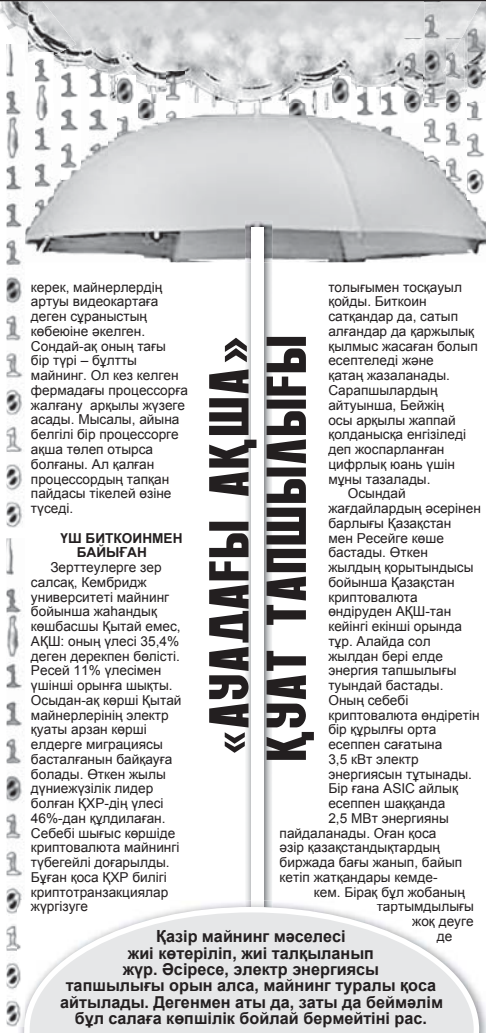 «АУАДАҒЫ АҚША»
ҚУАТ ТАПШЫЛЫҒЫ
керек, майнерлердің
артуы видеокартаға
деген сұраныстың
көбеюіне әкелген.
Сондай-ақ оның тағы
бір түрі – бұлтты
майнинг. Ол кез келген
фермадағы процессорға
жалғану арқылы жүзеге
асады. Мысалы, айына
белгілі бір процессорге
ақша төлеп отырса
болғаны. Ал қалған
процессордың тапқан
пайдасы тікелей өзіне
түседі.
ҮШ БИТКОИНМЕН
БАЙЫҒАН
Зерттеулерге зер
салсақ, Кембридж
университеті майнинг
бойынша жаһандық
көшбасшы Қытай емес,
АҚШ: оның үлесі 35,4%
деген дерекпен бөлісті.
Ресей 11% үлесімен
үшінші орынға шықты.
Осыдан-ақ көрші Қытай
майнерлерінің электр
қуаты арзан көрші
елдерге миграциясы
басталғанын байқауға
болады. Өткен жылы
дүниежүзілік лидер
болған ҚХР-дің үлесі
46%-дан құлдилаған.
Себебі шығыс көршіде
криптовалюта майнингі
түбегейлі доғарылды.
Бұған қоса ҚХР билігі
криптотранзакциялар
жүргізуге
толығымен тосқауыл
қойды. Биткоин
сатқандар да, сатып
алғандар да қаржылық
қылмыс жасаған болып
есептеледі және
қатаң жазаланады.
Сарапшылардың
айтуынша, Бейжің
осы арқылы жаппай
қолданысқа енгізіледі
деп жоспарланған
цифрлық юань үшін
мұны тазалады.
Осындай
жағдайлардың әсерінен
барлығы Қазақстан
мен Ресейге көше
бастады. Өткен
жылдың қорытындысы
бойынша Қазақстан
криптовалюта
өндіруден АҚШ-тан
кейінгі екінші орында
тұр. Алайда сол
жылдан бері елде
энергия тапшылығы
туындай бастады.
Оның себебі
криптовалюта өндіретін
бір құрылғы орта
есеппен сағатына
3,5 кВт электр
энергиясын тұтынады.
Бір ғана ASIC айлық
есеппен шаққанда
2,5 МВт энергияны
пайдаланады. Оған қоса
әзір қазақстандықтардың
биржада бағы жанып, байып
кетіп жатқандары кемде-
кем. Бірақ бұл жобаның
тартымдылығы
жоқ деуге
де
Қазір майнинг мәселесі
жиі көтеріліп, жиі талқыланып
жүр. Әсіресе, электр энергиясы
тапшылығы орын алса, майнинг туралы қоса
айтылады. Дегенмен аты да, заты да беймәлім
бұл салаға көпшілік бойлай бермейтіні рас.